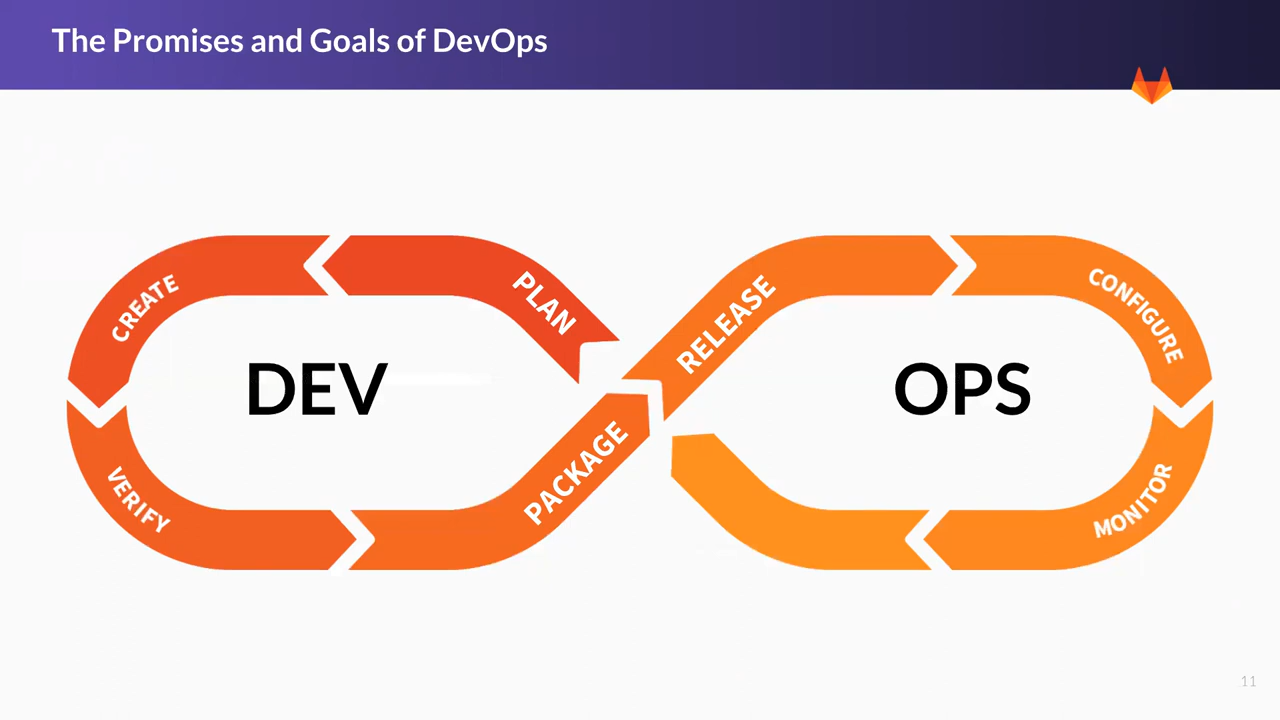 The Promises and Goals of DevOps
PLAN
CREATE
VERIFY
PACKAGE
RELEASE
CONFIGURE
MONITOR
DEV
OPS
11